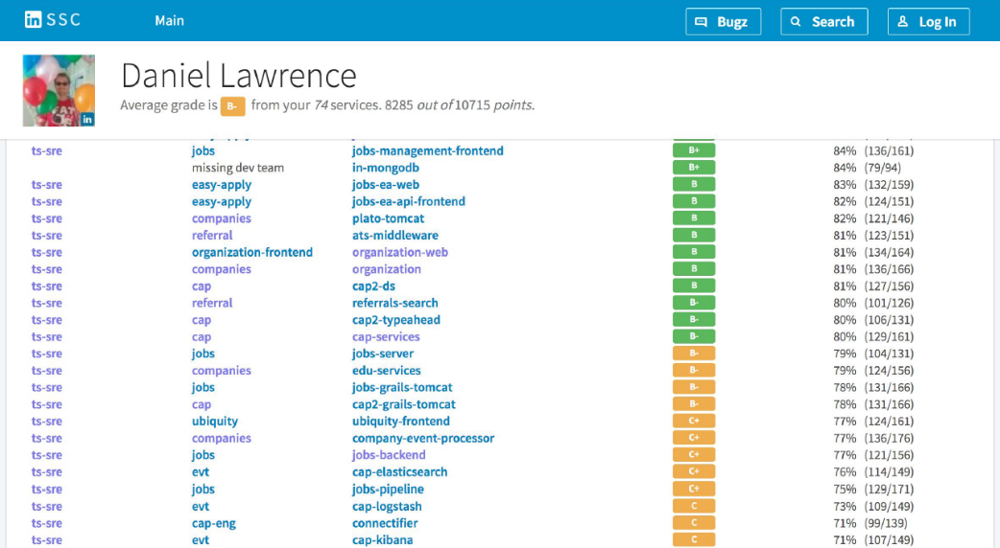 in SSC Main Bugz Search Log In
Daniel Lawrence
Average grade is B- from your 74 services. 8285 out of 10715 points.
in
ts-sre jobs jobs-management-frontend B+ 84% (136/161)
missing dev team in-mongodb B+ 84% (79/94)
ts-sre easy-apply jobs-ea-web B 83% (132/159)
ts-sre easy-apply jobs-ea-api-frontend B 82% (124/151)
ts-sre companies plato-tomcat B 82% (121/146)
ts-sre referral ats-middleware B 81% (123/151)
ts-sre organization-frontend organization-web B 81% (134/164)
ts-sre companies organization B 81% (136/166)
ts-sre cap cap2-ds B 81% (127/156)
ts-sre referral referrals-search B- 80% (101/126)
ts-sre cap cap2-typeahead B- 80% (106/131)
ts-sre cap cap-services B- 80% (129/161)
ts-sre jobs jobs-server B- 79% (104/131)
ts-sre companies edu-services B- 79% (124/156)
ts-sre jobs jobs-grails-tomcat B- 78% (131/166)
ts-sre cap cap2-grails-tomcat B- 78% (131/166)
ts-sre ubiquity ubiquity-frontend C+ 77% (124/161)
ts-sre companies company-event-processor C+ 77% (136/176)
ts-sre jobs jobs-backend C+ 77% (121/156)
ts-sre evt cap-elasticsearch C+ 76% (114/149)
ts-sre jobs jobs-pipeline C+ 75% (129/171)
ts-sre evt cap-logstash C 73% (109/149)
ts-sre cap-eng connectifier C 71% (99/139)
ts-sre evt cap-kibana C 71% (107/149)